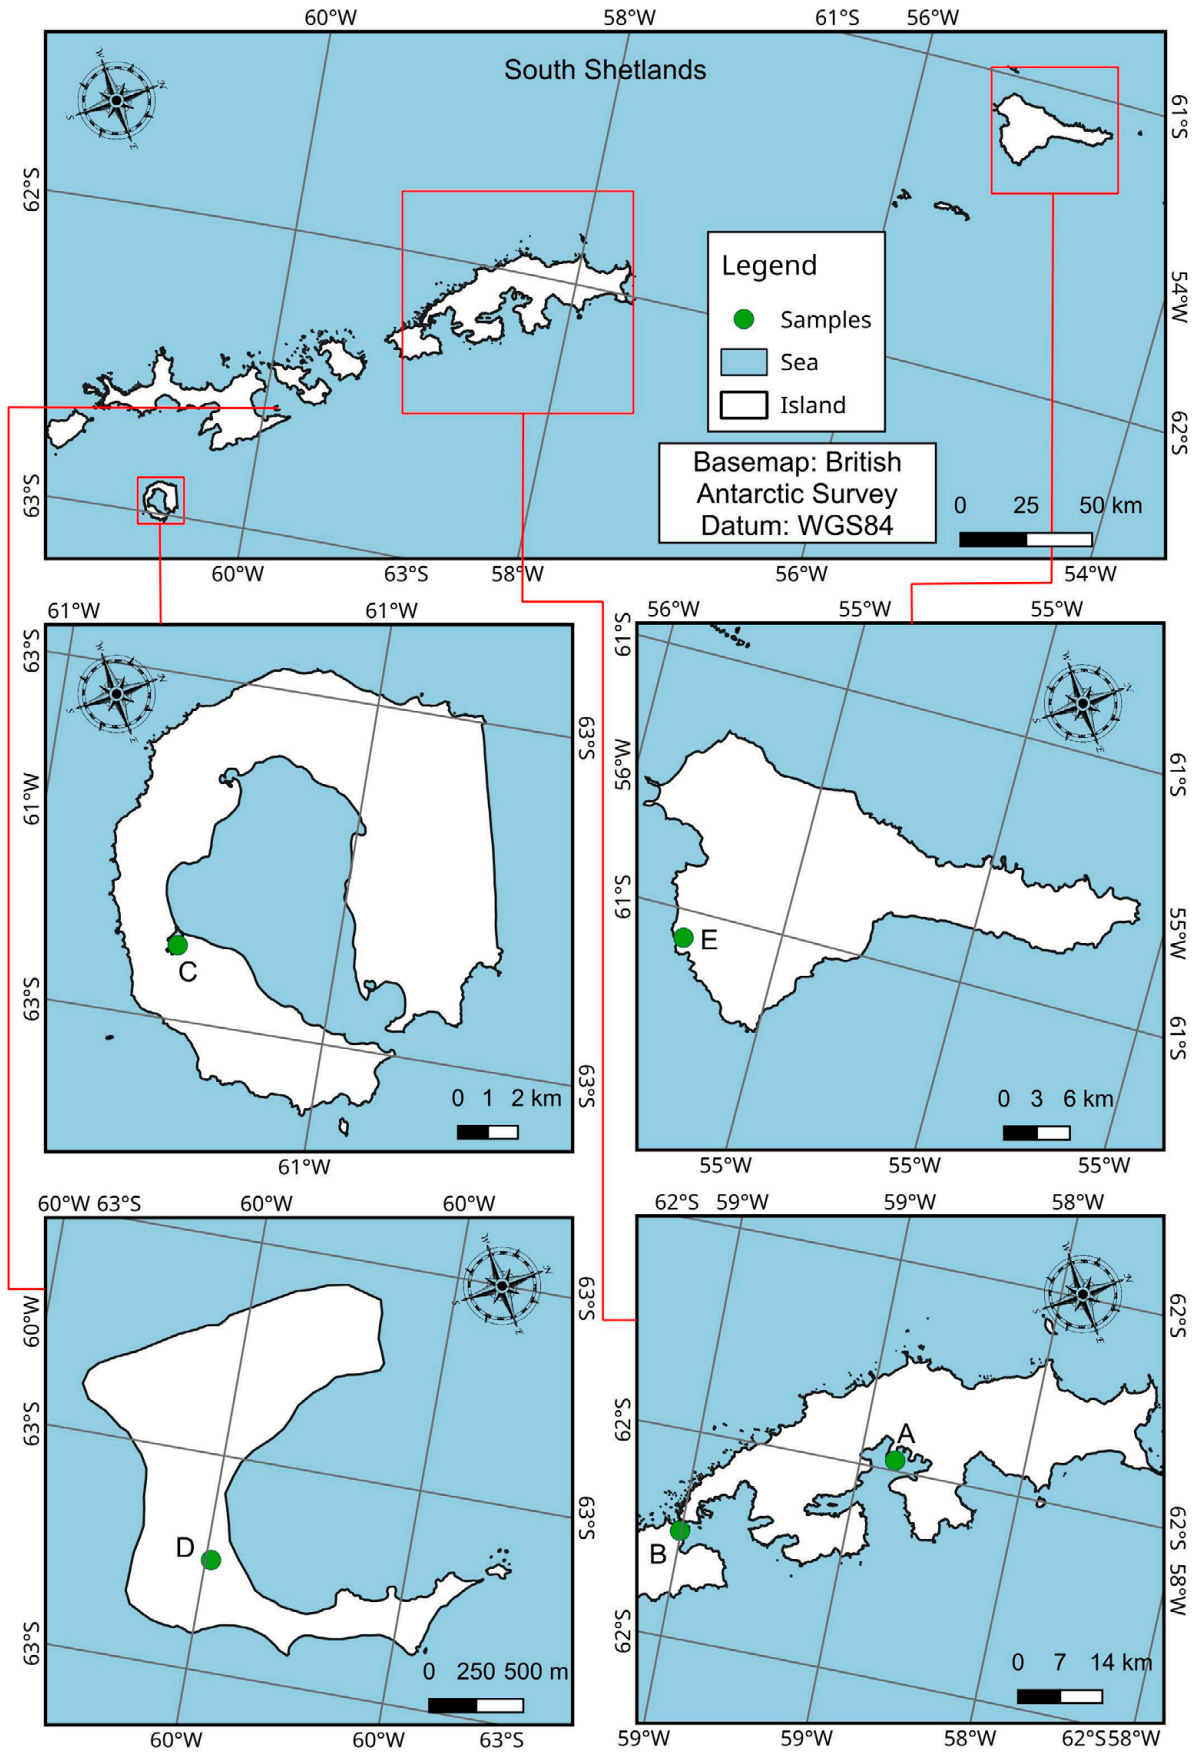 60°W 58°W 61°S 56°W
South Shetlands
W N S E
62°S
61°S
Legend
Samples
Sea
Island
54°W
62°S
63°S
Basemap: British
Antarctic Survey
Datum: WGS84
0 25 50 km
60°W 63°S 58°W 56°W 54°W
61°W 61°W
63°S
W N S E
63°S
61°W
C
63°S
63°S
0 1 2 km
61°W
56°W 55°W 55°W
61°S
W N S E
56°W
61°S
61°S
E
55°W
61°S
0 3 6 km
55°W 55°W 55°W
60°W 63°S 60°W 60°W
W N S E
60°W
63°S
63°S
63°S
D
63°S
0 250 500 m
60°W 60°W 63°S
62°S 59°W 59°W 58°W
W N S E
62°S
62°S
A
B
62°S
58°W
62°S
0 7 14 km
59°W 59°W 58°W 62°S 58°W